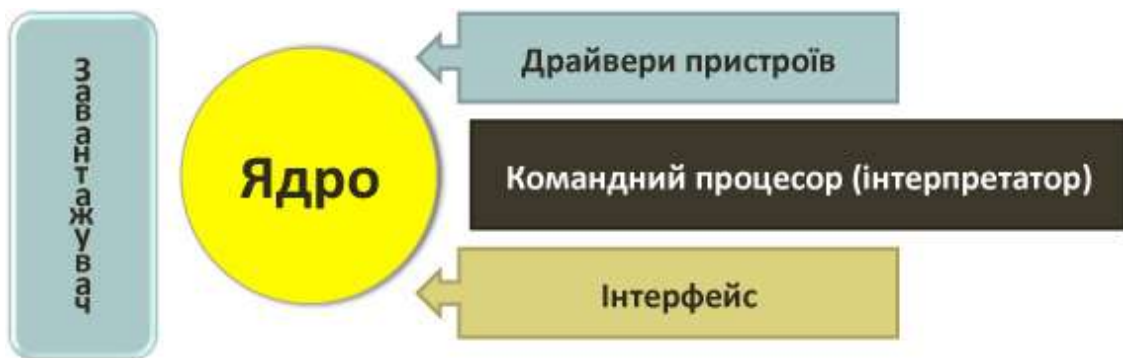 Завантажувач
Ядро
Драйвери пристроїв
Командний процесор (інтерпретатор)
Інтерфейс